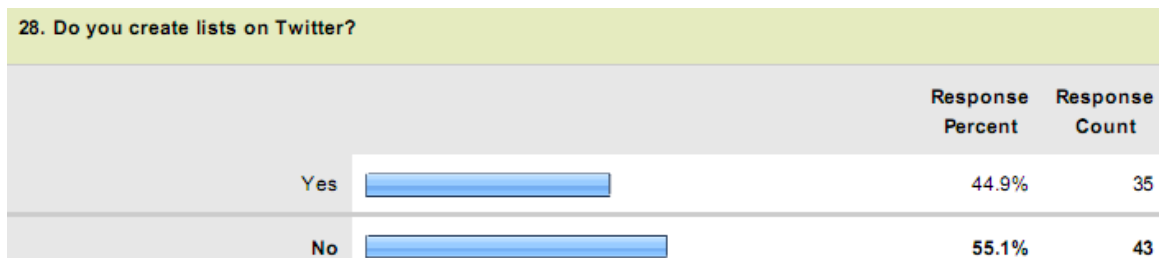 28. Do you create lists on Twitter?
Response Percent Response Count
Yes 44.9% 35
No 55.1% 43